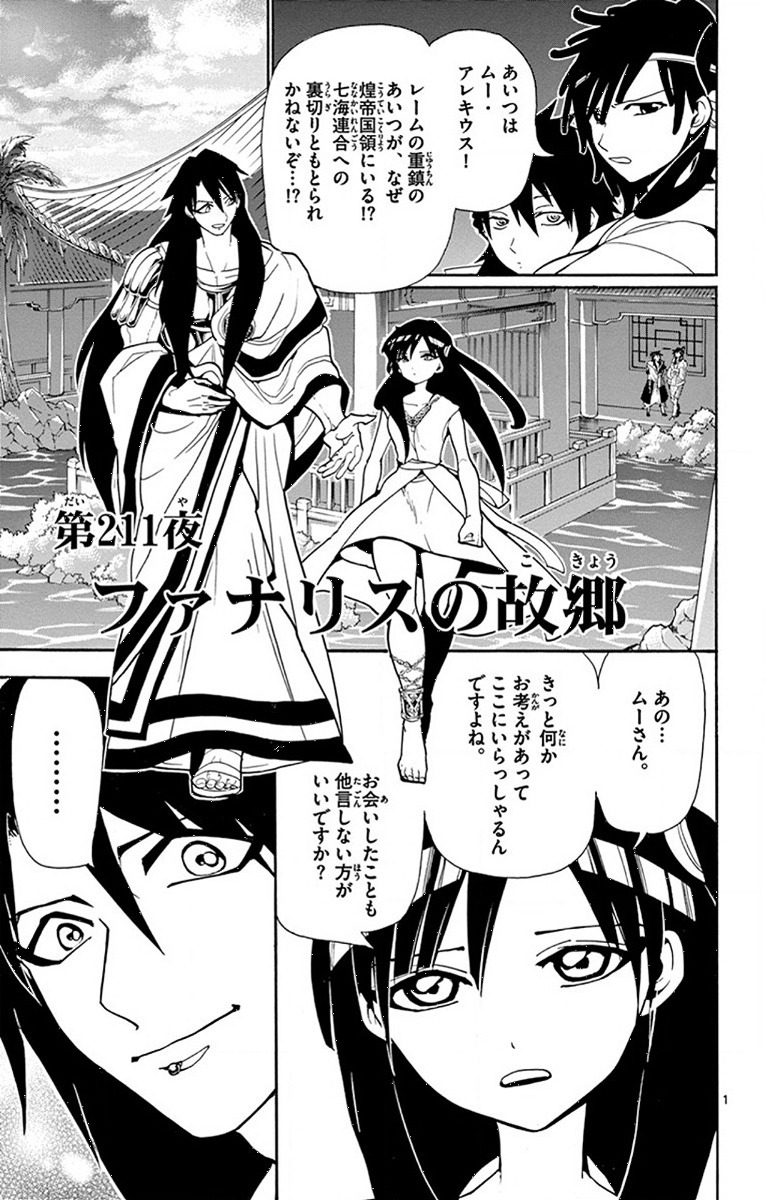 あいつは
ムー・
アレキウス！
レームの重鎮の
あいつが、なぜ
煌帝国領にいる!?
七海連合への
裏切りともとられ
かねないぞ…!?
第211夜
ファナリスの故郷
あの…
ムーさん。
きっと何か
お考えがあって
ここにいらっしゃるん
ですよね。
お会いしたことも
他言しない方が
いいですか？
………
1